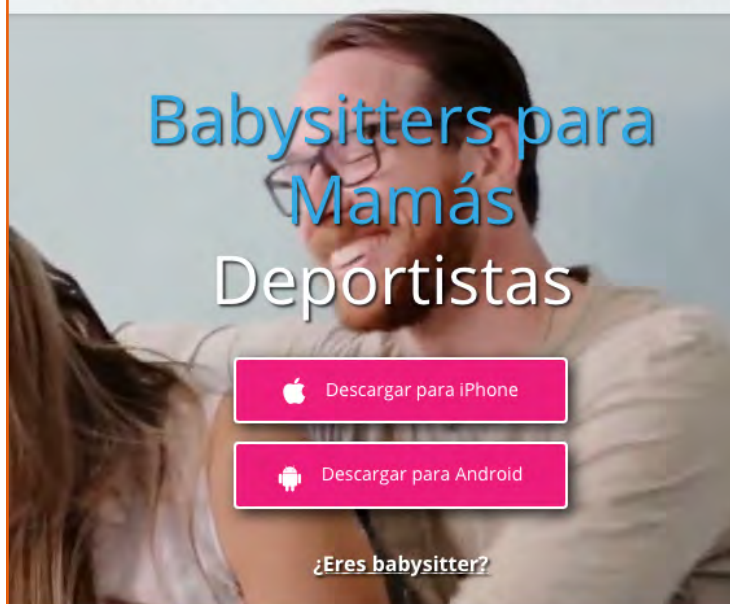 Babysitters para
Mamás
Deportistas
Descargar para iPhone
Descargar para Android
¿Eres babysitter?